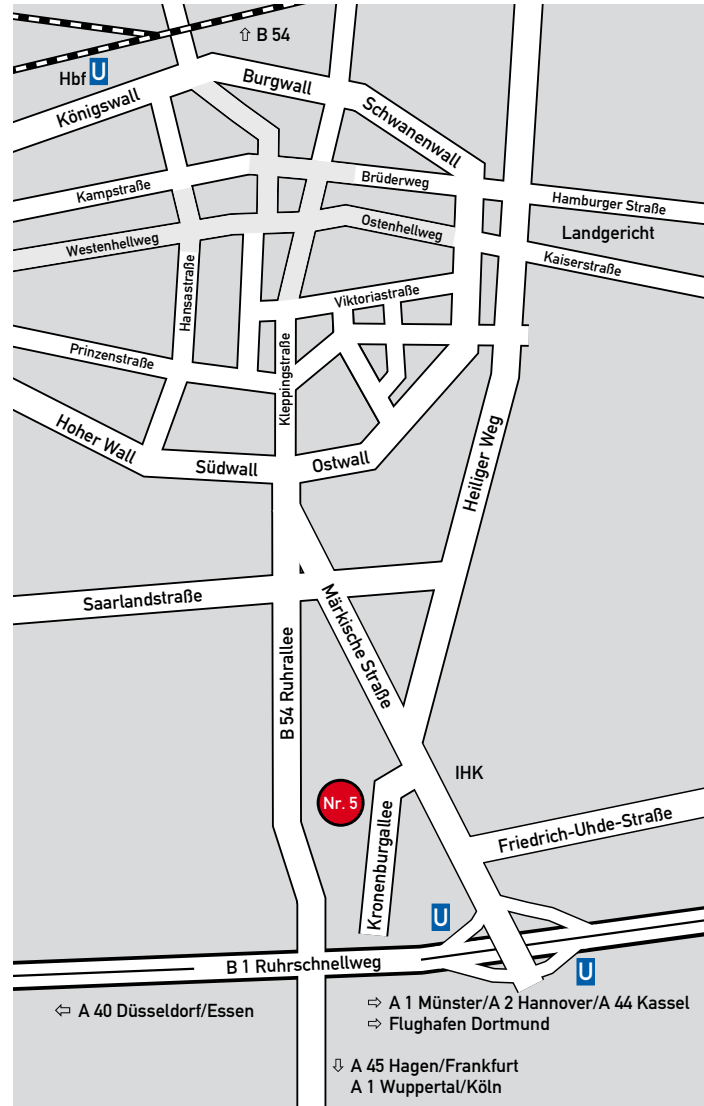 ⇧ B 54
Hbf U
Königswall
Burgwall
Schwanenwall
Kampstraße
Brüderweg
Hamburger Straße
Westenhellweg
Ostenhellweg
Landgericht
Kaiserstraße
Hansastraße
Viktoriastraße
Prinzenstraße
Kleppingstraße
Hoher Wall
Südwall
Ostwall
Heiliger Weg
Saarlandstraße
Märkische Straße
B 54 Ruhrallee
IHK
Nr. 5
Kronenburgallee
Friedrich-Uhde-Straße
U
B 1 Ruhrschnellweg
U
⇦ A 40 Düsseldorf/Essen
⇨ A 1 Münster/A 2 Hannover/A 44 Kassel
⇨ Flughafen Dortmund
⇩ A 45 Hagen/Frankfurt
A 1 Wuppertal/Köln